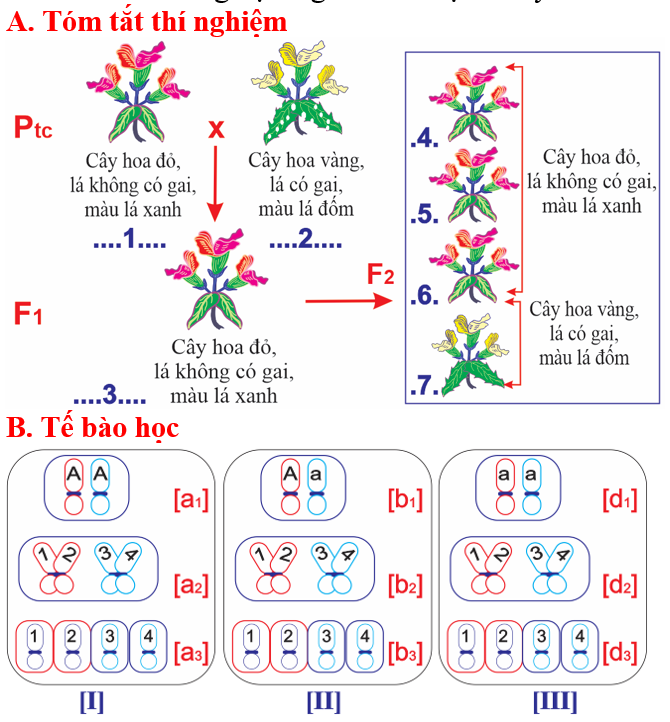 A. Tóm tắt thí nghiệm
Ptc
x
Cây hoa đỏ,
lá không có gai,
màu lá xanh
....1....
Cây hoa vàng,
lá có gai,
màu lá đốm
....2....
F1
Cây hoa đỏ,
lá không có gai,
màu lá xanh
....3....
F2
.4.
.5.
.6.
.7.
Cây hoa đỏ,
lá không có gai,
màu lá xanh
Cây hoa vàng,
lá có gai,
màu lá đốm
B. Tế bào học
A A [a1]
1 2 3 4 [a2]
1 2 3 4 [a3]
[I]
A a [b1]
1 2 3 4 [b2]
1 2 3 4 [b3]
[II]
a a [d1]
1 2 3 4 [d2]
1 2 3 4 [d3]
[III]